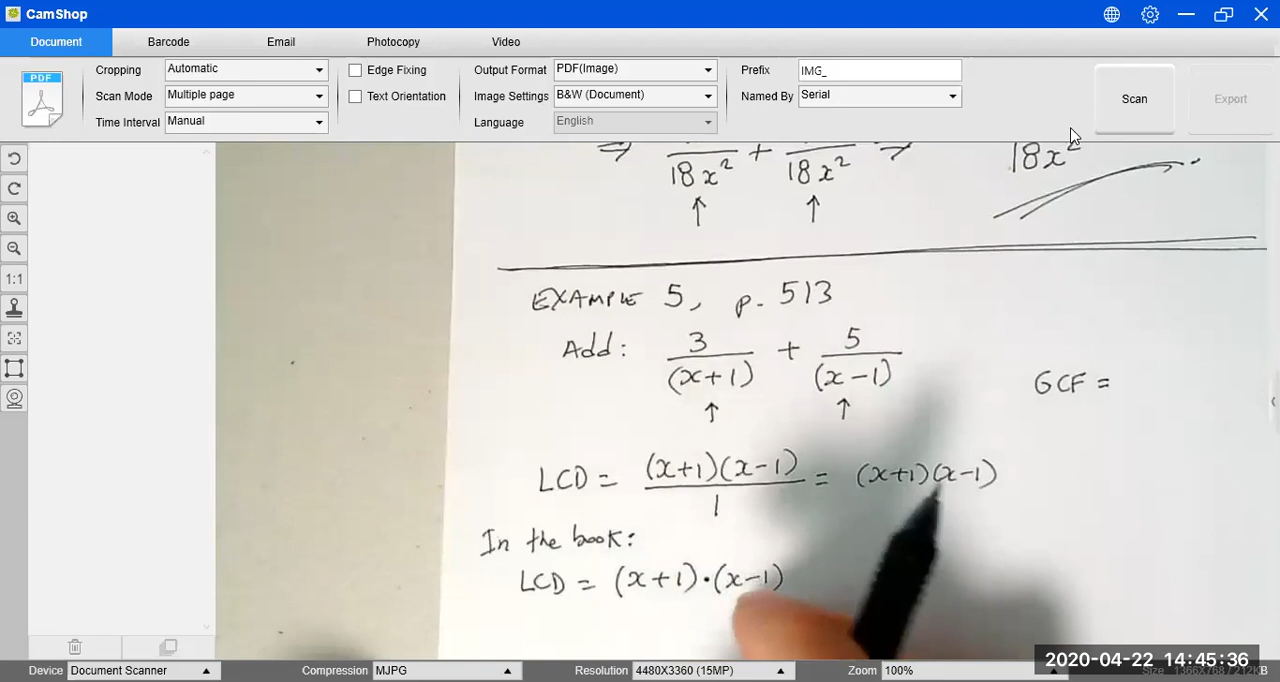 CamShop
Document Barcode Email Photocopy Video
PDF
Cropping Automatic
Scan Mode Multiple page
Time Interval Manual
Edge Fixing
Text Orientation
Output Format PDF(Image)
Image Settings B&W (Document)
Language English
Prefix IMG_
Named By Serial
Scan
Export
1:1
⇒ 18x² + 18x² ⇒ 18x²
↑ ↑
EXAMPLE 5, p. 513
Add: 3/(x+1) + 5/(x-1)
↑ ↑
GCF =
LCD = (x+1)(x-1)/1 = (x+1)(x-1)
In the book:
LCD = (x+1)·(x-1)
Device Document Scanner Compression MJPG Resolution 4480X3360 (15MP) Zoom 100%
2020-04-22 14:45:36